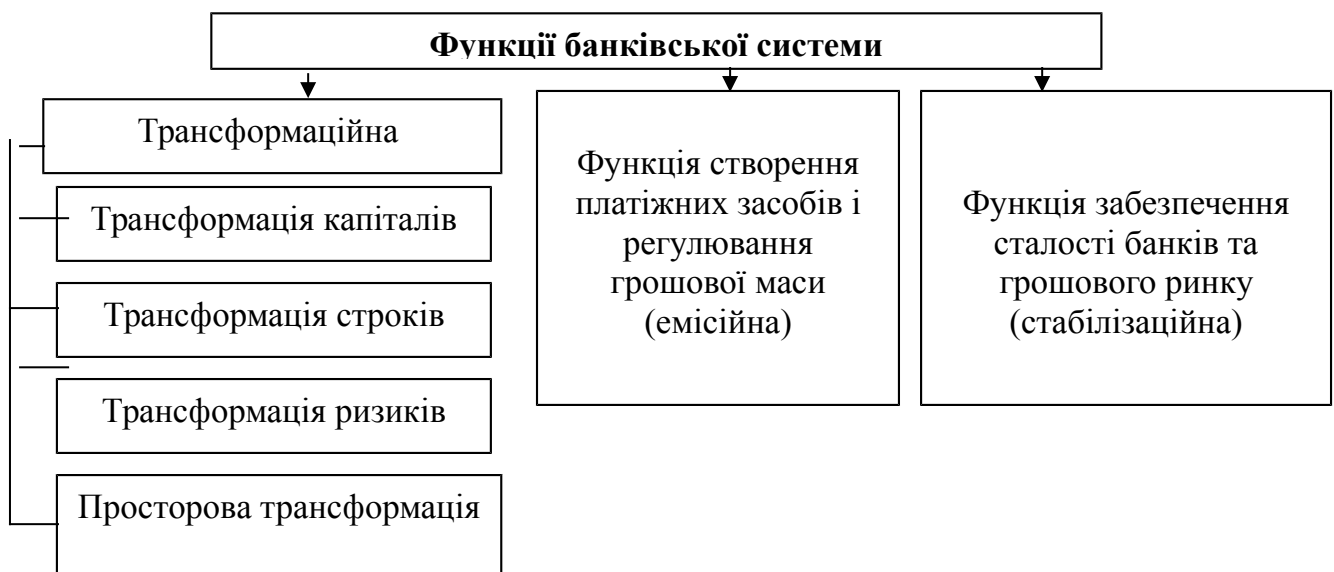 Функції банківської системи
Трансформаційна
Трансформація капіталів
Трансформація строків
Трансформація ризиків
Просторова трансформація
Функція створення
платіжних засобів і
регулювання
грошової маси
(емісійна)
Функція забезпечення
сталості банків та
грошового ринку
(стабілізаційна)